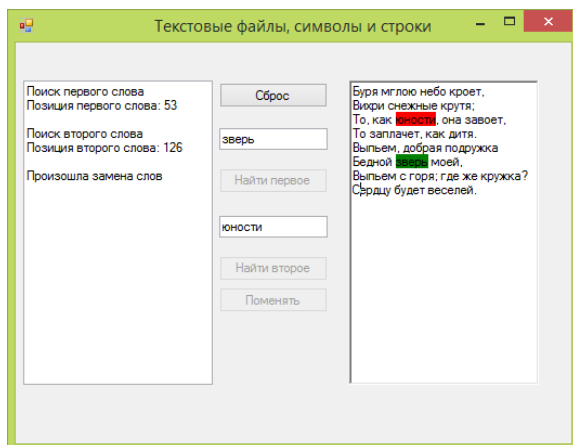 Текстовые файлы, символы и строки
Поиск первого слова
Позиция первого слова: 53
Поиск второго слова
Позиция второго слова: 126
Произошла замена слов
Сброс
зверь
Найти первое
юности
Найти второе
Поменять
Буря мглою небо кроет,
Вихри снежные крутя;
То, как юности, она завоет,
То заплачет, как дитя.
Выпьем, добрая подружка
Бедной зверь моей,
Выпьем с горя; где же кружка?
Сердцу будет веселей.